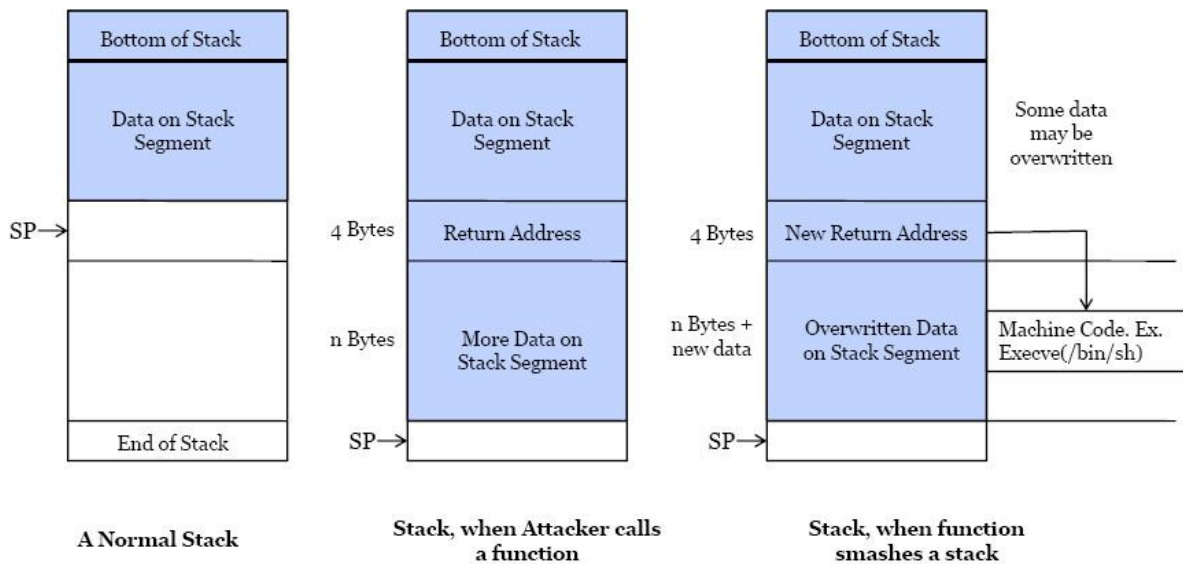 Bottom of Stack
Data on Stack
Segment
SP
End of Stack
A Normal Stack
Bottom of Stack
Data on Stack
Segment
4 Bytes
Return Address
n Bytes
More Data on
Stack Segment
SP
Stack, when Attacker calls
a function
Bottom of Stack
Data on Stack
Segment
Some data
may be
overwritten
4 Bytes
New Return Address
n Bytes +
new data
Overwritten Data
on Stack Segment
Machine Code. Ex.
Execve(/bin/sh)
SP
Stack, when function
smashes a stack